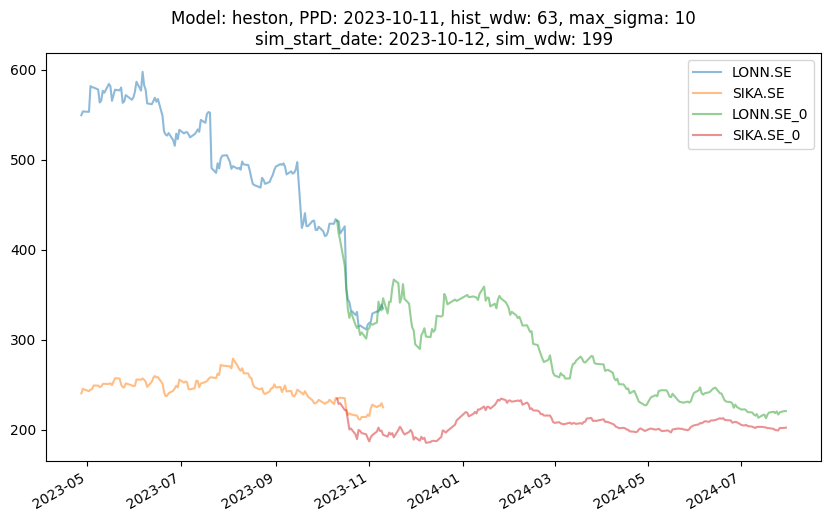 Model: heston, PPD: 2023-10-11, hist_wdw: 63, max_sigma: 10
sim_start_date: 2023-10-12, sim_wdw: 199
LONN.SE
SIKA.SE
LONN.SE_0
SIKA.SE_0
600
500
400
300
200
2023-05
2023-07
2023-09
2023-11
2024-01
2024-03
2024-05
2024-07